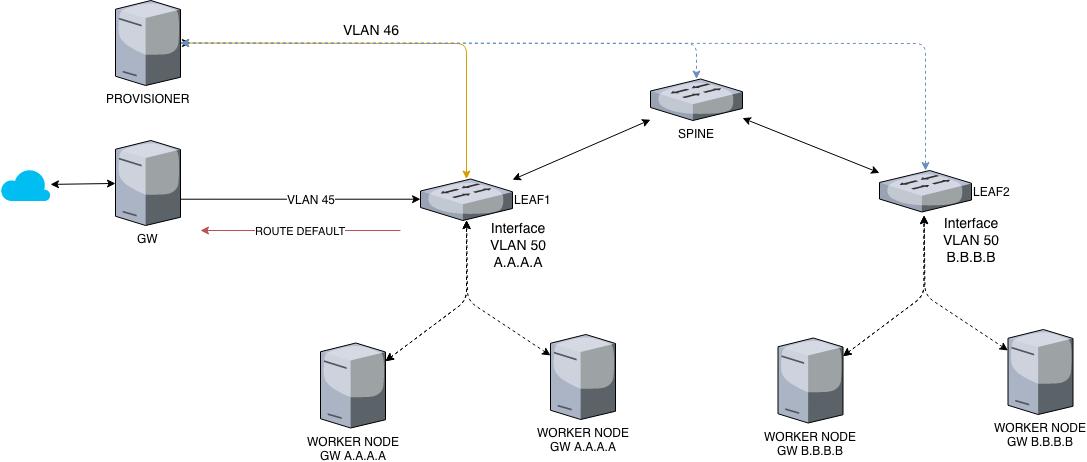 VLAN 46
PROVISIONER
SPINE
VLAN 45
LEAF1
LEAF2
GW
ROUTE DEFAULT
Interface
VLAN 50
A.A.A.A
Interface
VLAN 50
B.B.B.B
WORKER NODE
GW A.A.A.A
WORKER NODE
GW A.A.A.A
WORKER NODE
GW B.B.B.B
WORKER NODE
GW B.B.B.B